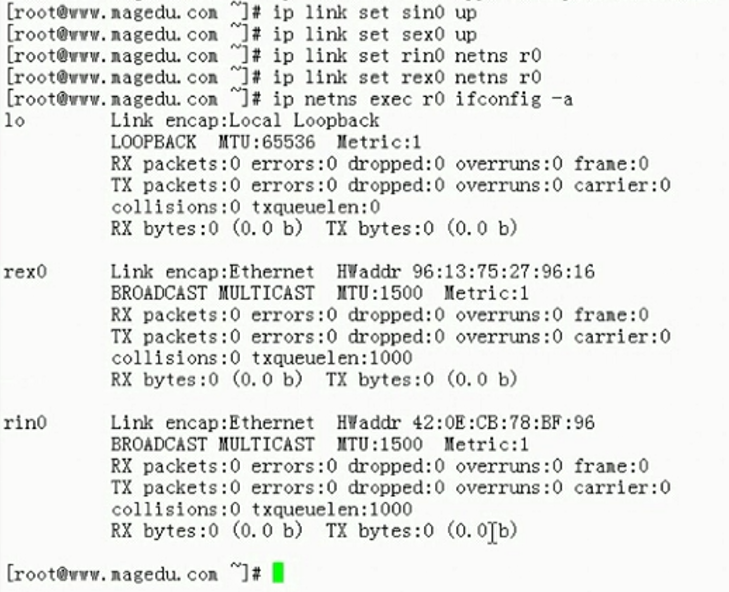 [root@www.magedu.com ~]# ip link set sin0 up
[root@www.magedu.com ~]# ip link set sex0 up
[root@www.magedu.com ~]# ip link set rin0 netns r0
[root@www.magedu.com ~]# ip link set rex0 netns r0
[root@www.magedu.com ~]# ip netns exec r0 ifconfig -a
lo Link encap:Local Loopback
LOOPBACK MTU:65536 Metric:1
RX packets:0 errors:0 dropped:0 overruns:0 frame:0
TX packets:0 errors:0 dropped:0 overruns:0 carrier:0
collisions:0 txqueuelen:0
RX bytes:0 (0.0 b) TX bytes:0 (0.0 b)
rex0 Link encap:Ethernet HWaddr 96:13:75:27:96:16
BROADCAST MULTICAST MTU:1500 Metric:1
RX packets:0 errors:0 dropped:0 overruns:0 frame:0
TX packets:0 errors:0 dropped:0 overruns:0 carrier:0
collisions:0 txqueuelen:1000
RX bytes:0 (0.0 b) TX bytes:0 (0.0 b)
rin0 Link encap:Ethernet HWaddr 42:0E:CB:78:BF:96
BROADCAST MULTICAST MTU:1500 Metric:1
RX packets:0 errors:0 dropped:0 overruns:0 frame:0
TX packets:0 errors:0 dropped:0 overruns:0 carrier:0
collisions:0 txqueuelen:1000
RX bytes:0 (0.0 b) TX bytes:0 (0.0 b)
[root@www.magedu.com ~]#